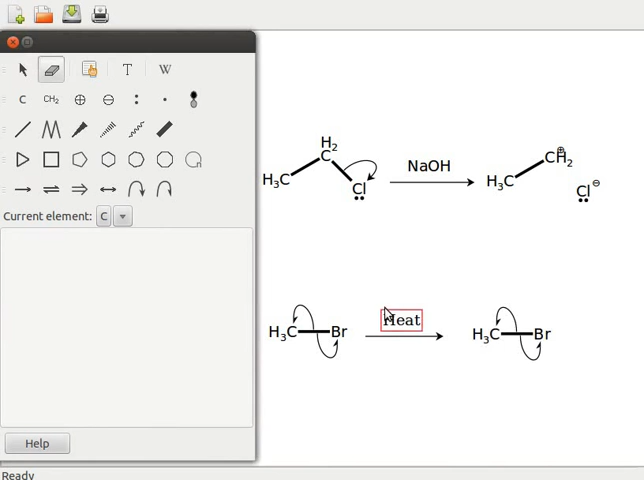 T W
C CH₂
Current element: C
Help
Ready
H₂
C
H₃C Cl
NaOH
CH₂
H₃C Cl
H₃C Br
Heat
H₃C Br